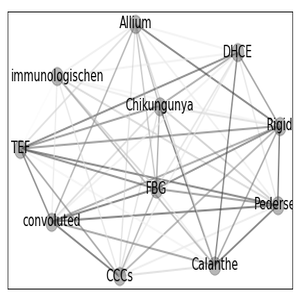 Allium
DHCE
immunologischen
Chikungunya
Rigid
TEF
FBG
Pederse
convoluted
Calanthe
CCCs